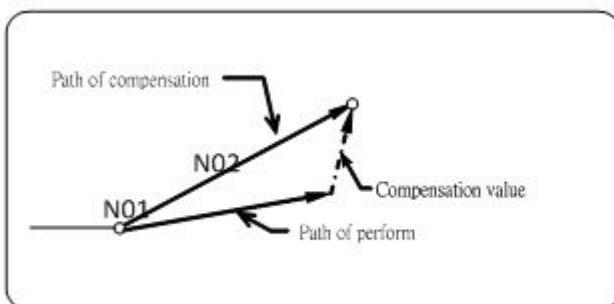 Path of compensation
N02
Compensation value
N01
Path of perform